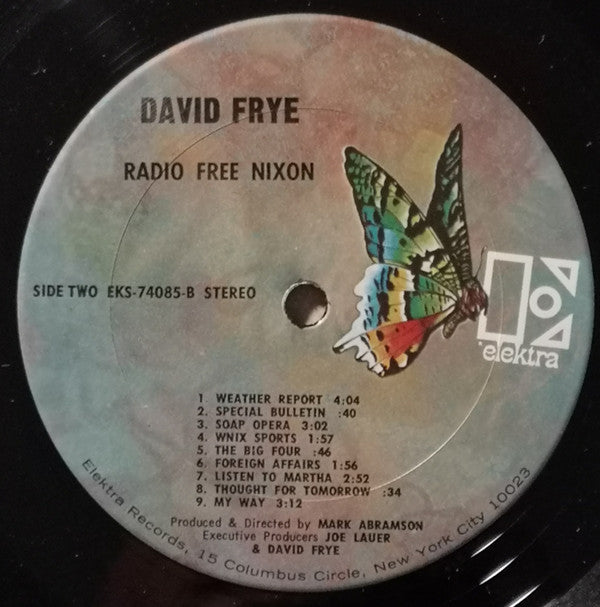 DAVID FRYE
RADIO FREE NIXON
SIDE TWO EKS-74085-B STEREO
elektra
1. WEATHER REPORT 4:04
2. SPECIAL BULLETIN :40
3. SOAP OPERA 3:02
4. WNIX SPORTS 1:57
5. THE BIG FOUR :46
6. FOREIGN AFFAIRS 1:56
7. LISTEN TO MARTHA 2:52
8. THOUGHT FOR TOMORROW :34
9. MY WAY 3:12
Produced & Directed by MARK ABRAMSON
Executive Producers JOE LAUER
& DAVID FRYE
Elektra Records, 15 Columbus Circle, New York City 10023